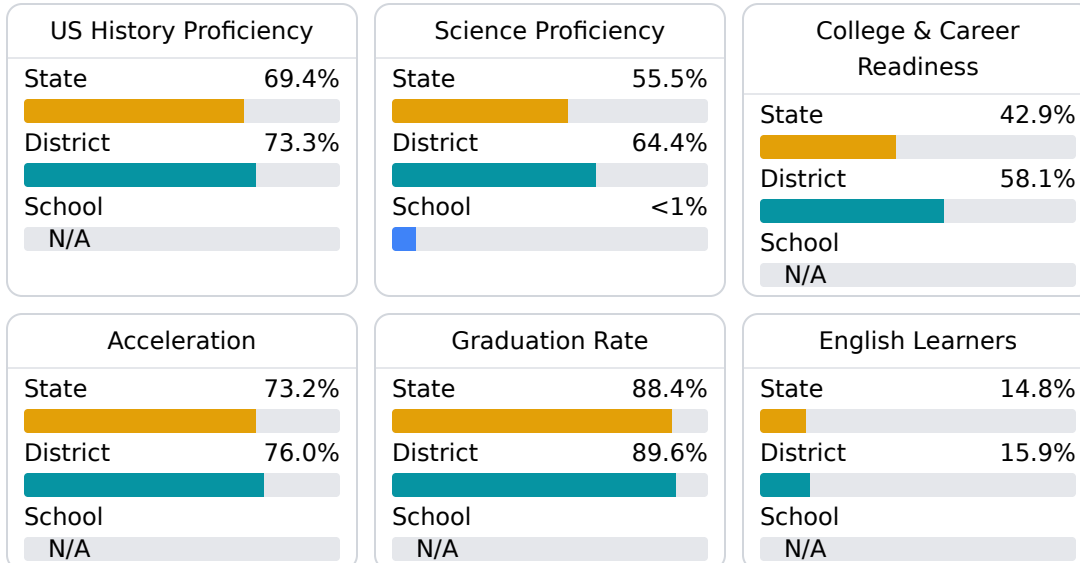 US History Proficiency
State 69.4%
District 73.3%
School
N/A
Science Proficiency
State 55.5%
District 64.4%
School <1%
College & Career
Readiness
State 42.9%
District 58.1%
School
N/A
Acceleration
State 73.2%
District 76.0%
School
N/A
Graduation Rate
State 88.4%
District 89.6%
School
N/A
English Learners
State 14.8%
District 15.9%
School
N/A